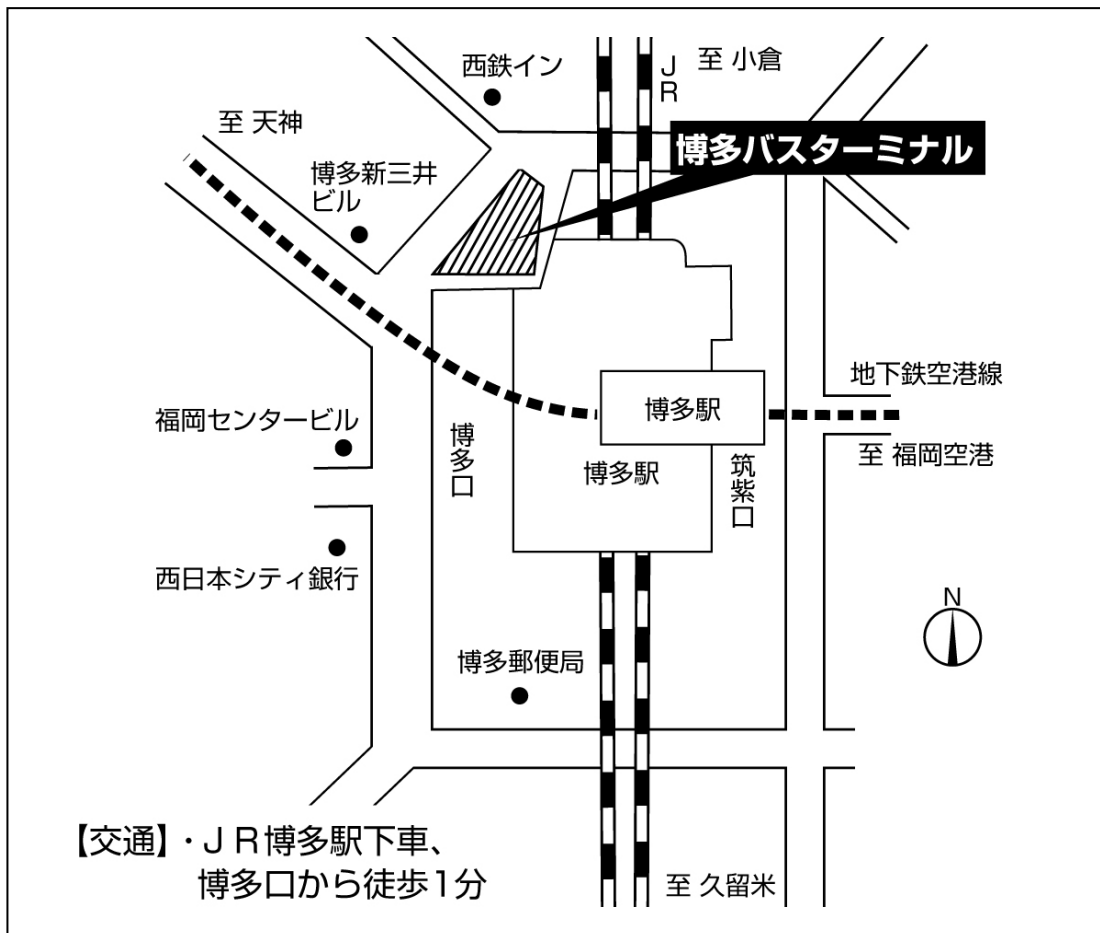 西鉄イン
JR
至 小倉
至 天神
博多バスターミナル
博多新三井
ビル
地下鉄空港線
福岡センタービル
博多口
博多駅
博多駅
筑紫口
至 福岡空港
西日本シティ銀行
N
博多郵便局
【交通】・ＪＲ博多駅下車、
博多口から徒歩1分
至 久留米